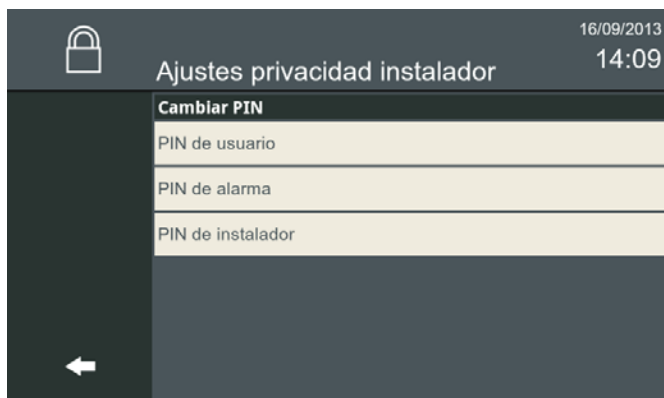 16/09/2013
14:09
Ajustes privacidad instalador
Cambiar PIN
PIN de usuario
PIN de alarma
PIN de instalador